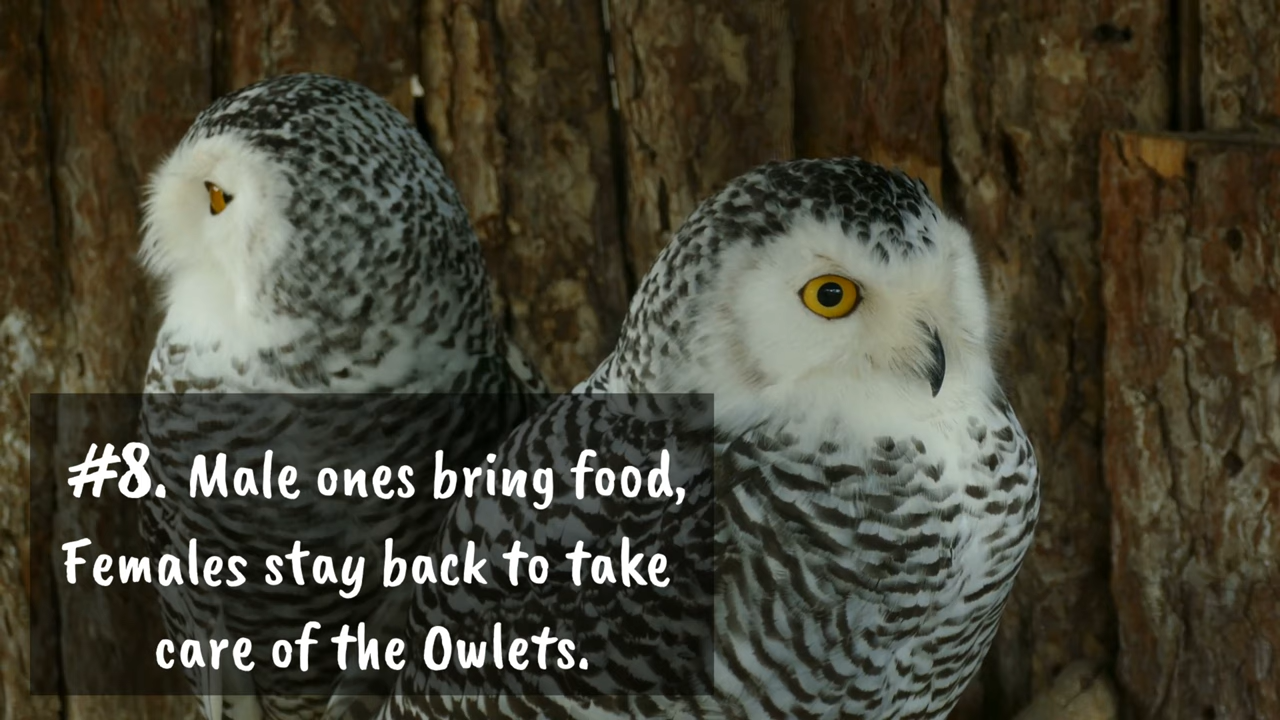 #8. Male ones bring food,
Females stay back to take
care of the Owlets.